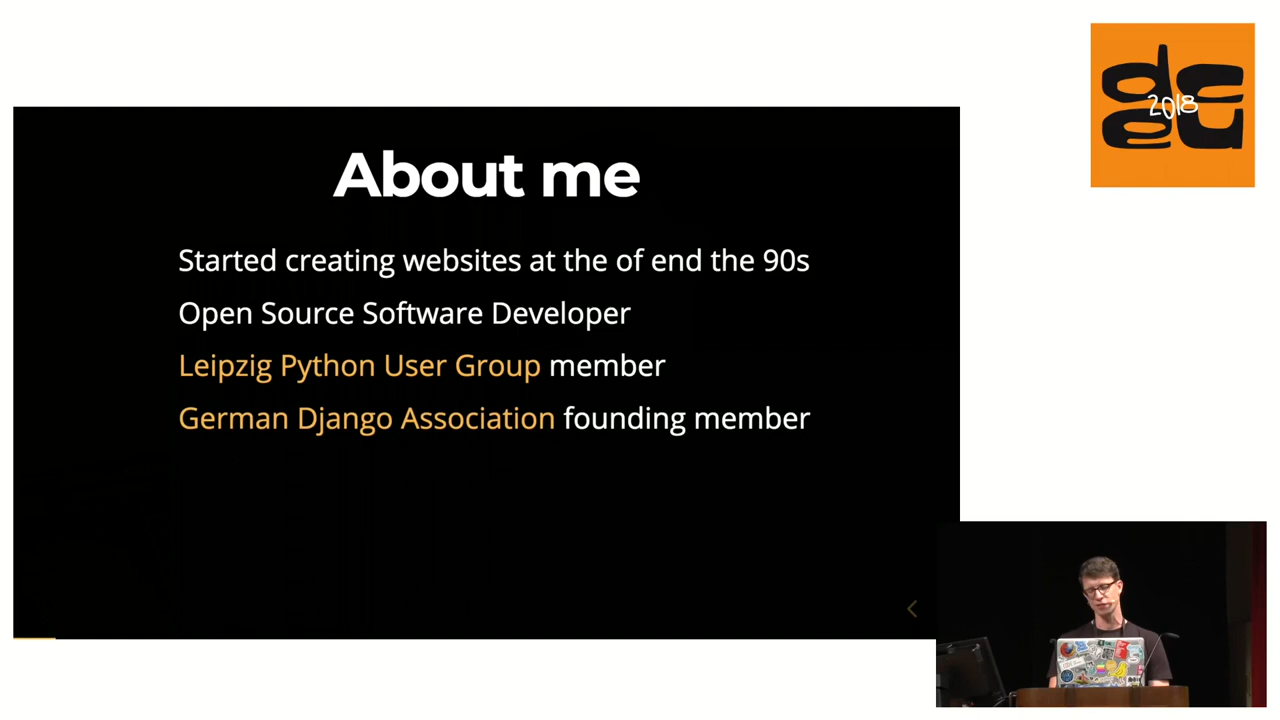 About me
Started creating websites at the of end the 90s
Open Source Software Developer
Leipzig Python User Group member
German Django Association founding member
2018